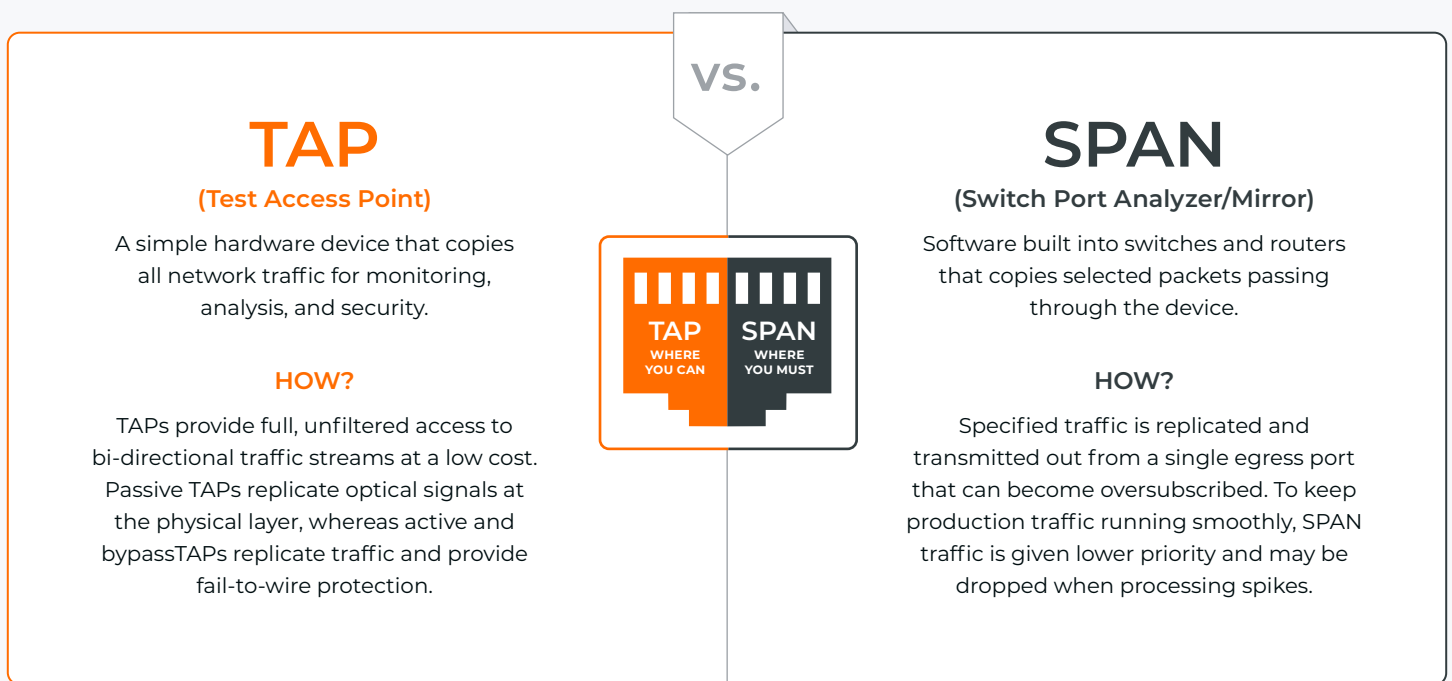 vs.
TAP
(Test Access Point)
A simple hardware device that copies
all network traffic for monitoring,
analysis, and security.
HOW?
TAPs provide full, unfiltered access to
bi-directional traffic streams at a low cost.
Passive TAPs replicate optical signals at
the physical layer, whereas active and
bypassTAPs replicate traffic and provide
fail-to-wire protection.
TAP
WHERE
YOU CAN
SPAN
WHERE
YOU MUST
SPAN
(Switch Port Analyzer/Mirror)
Software built into switches and routers
that copies selected packets passing
through the device.
HOW?
Specified traffic is replicated and
transmitted out from a single egress port
that can become oversubscribed. To keep
production traffic running smoothly, SPAN
traffic is given lower priority and may be
dropped when processing spikes.